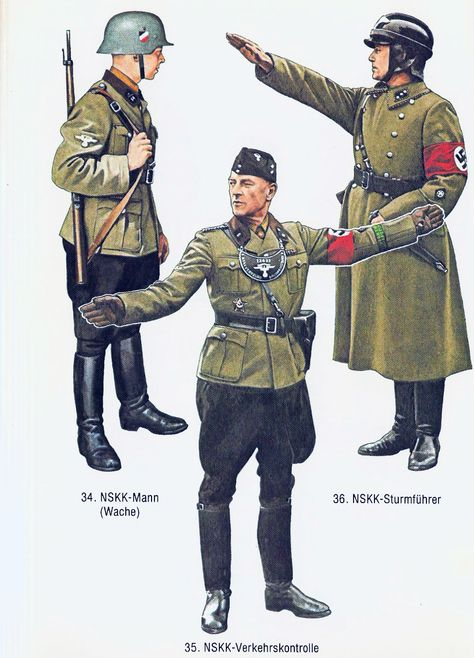 34. NSKK-Mann
(Wache)
36. NSKK-Sturmführer
35. NSKK-Verkehrskontrolle